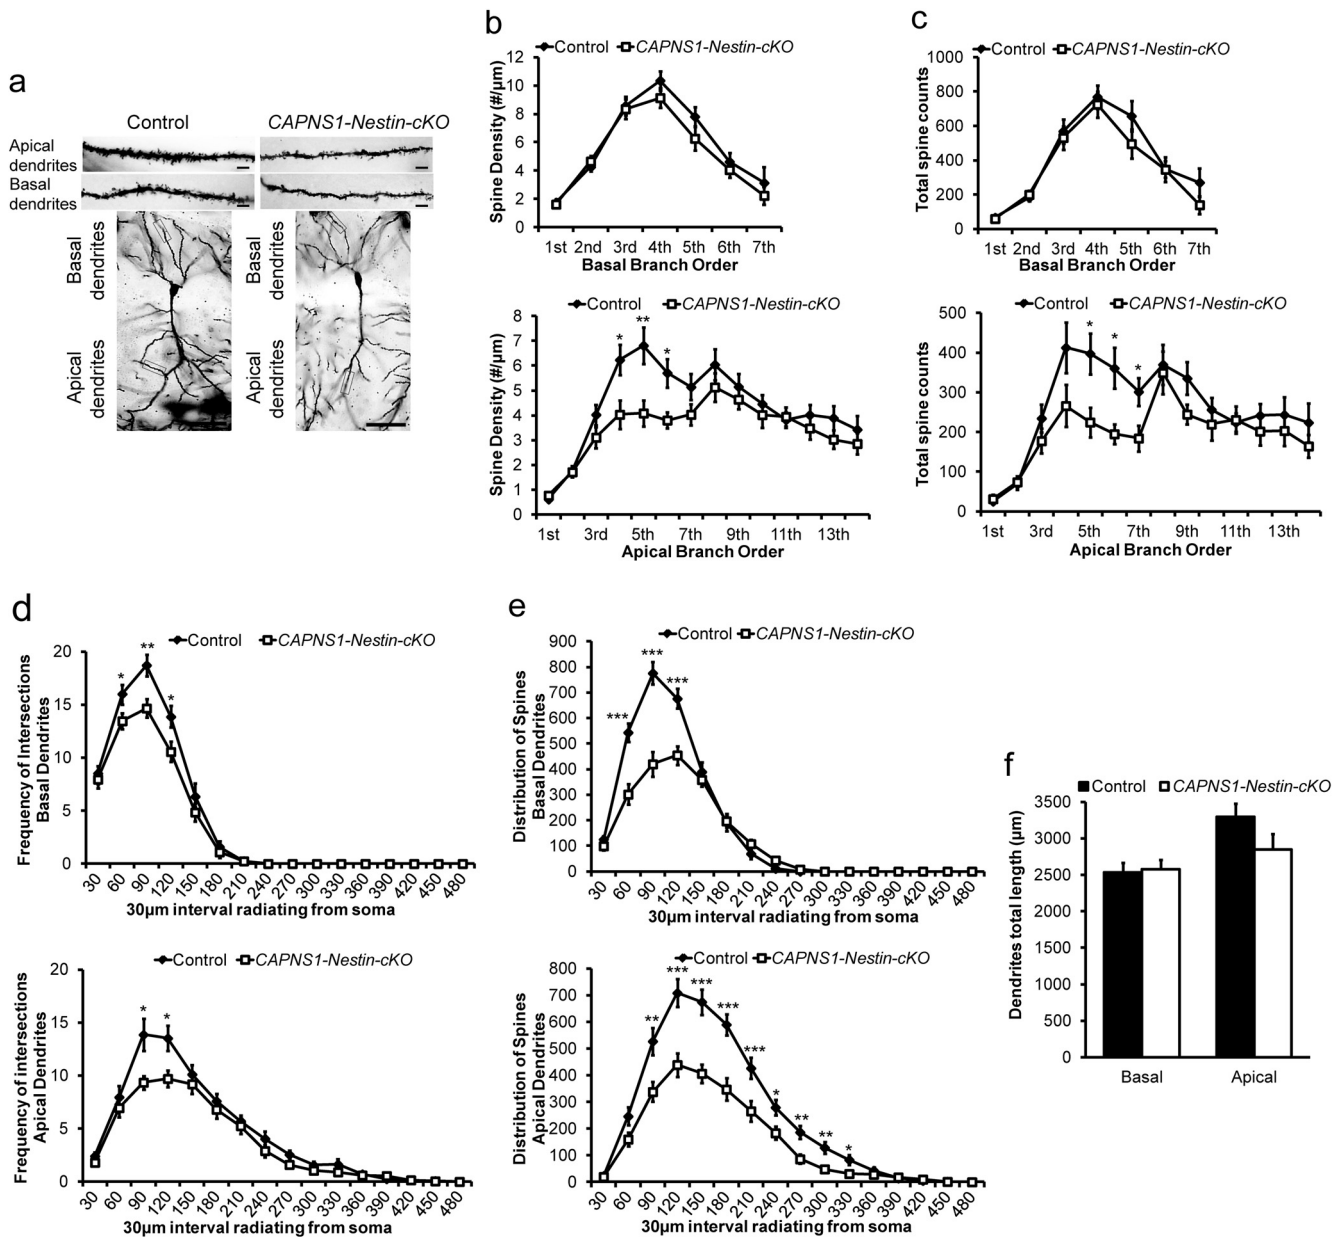 a
Control
CAPNS1-Nestin-cKO
Apical
dendrites
Basal
dendrites
Basal
dendrites
Apical
dendrites
Basal
dendrites
Apical
dendrites
b
Control CAPNS1-Nestin-cKO
Spine Density (#/µm)
12
10
8
6
4
2
0
1st 2nd 3rd 4th 5th 6th 7th
Basal Branch Order
Control CAPNS1-Nestin-cKO
Spine Density (#/µm)
8
7
6
5
4
3
2
1
0
* ** *
1st 3rd 5th 7th 9th 11th 13th
Apical Branch Order
c
Control CAPNS1-Nestin-cKO
Total spine counts
1000
800
600
400
200
0
1st 2nd 3rd 4th 5th 6th 7th
Basal Branch Order
Control CAPNS1-Nestin-cKO
Total spine counts
500
400
300
200
100
0
* * *
1st 3rd 5th 7th 9th 11th 13th
Apical Branch Order
d
Control CAPNS1-Nestin-cKO
Frequency of Intersections
Basal Dendrites
20
15
10
5
0
* ** *
30 60 90 120 150 180 210 240 270 300 330 360 390 420 450 480
30µm interval radiating from soma
Control CAPNS1-Nestin-cKO
Frequency of intersections
Apical Dendrites
20
15
10
5
0
* *
30 60 90 120 150 180 210 240 270 300 330 360 390 420 450 480
30µm interval radiating from soma
e
Control CAPNS1-Nestin-cKO
Distribution of Spines
Basal Dendrites
900
800
700
600
500
400
300
200
100
0
*** *** ***
30 60 90 120 150 180 210 240 270 300 330 360 390 420 450 480
30µm interval radiating from soma
Control CAPNS1-Nestin-cKO
Distribution of Spines
Apical Dendrites
800
700
600
500
400
300
200
100
0
** *** *** *** *** * ** ** *
30 60 90 120 150 180 210 240 270 300 330 360 390 420 450 480
30µm interval radiating from soma
f
Control CAPNS1-Nestin-cKO
Dendrites total length (µm)
3500
3000
2500
2000
1500
1000
500
0
Basal Apical